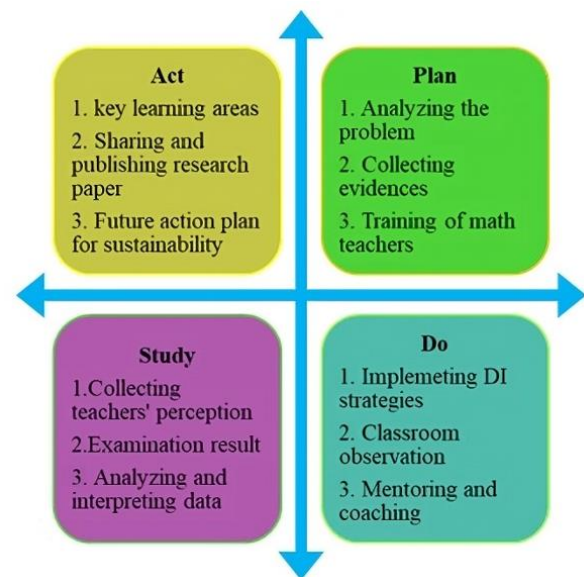 Act
1. key learning areas
2. Sharing and
publishing research
paper
3. Future action plan
for sustainability
Plan
1. Analyzing the
problem
2. Collecting
evidences
3. Training of math
teachers
Study
1.Collecting
teachers' perception
2.Examination result
3. Analyzing and
interpreting data
Do
1. Implemeting DI
strategies
2. Classroom
observation
3. Mentoring and
coaching